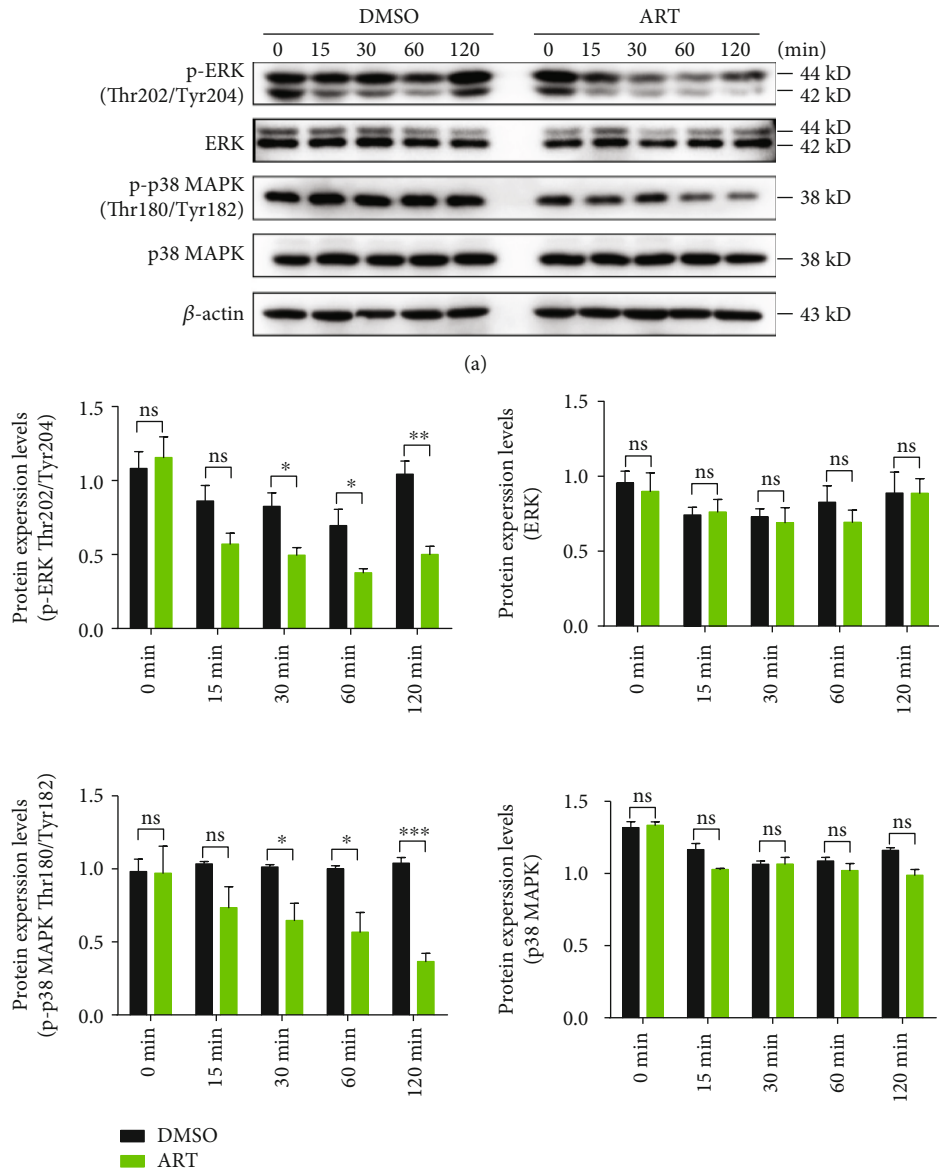 DMSO ART
0 15 30 60 120 0 15 30 60 120 (min)
p-ERK
(Thr202/Tyr204)
44 kD
42 kD
ERK
44 kD
42 kD
p-p38 MAPK
(Thr180/Tyr182)
38 kD
p38 MAPK
38 kD
β-actin
43 kD
(a)
Protein experssion levels
(p-ERK Thr202/Tyr204)
1.5
1.0
0.5
0.0
ns
ns
*
*
**
0 min
15 min
30 min
60 min
120 min
Protein experssion levels
(ERK)
1.5
1.0
0.5
0.0
ns
ns
ns
ns
ns
0 min
15 min
30 min
60 min
120 min
Protein experssion levels
(p-p38 MAPK Thr180/Tyr182)
1.5
1.0
0.5
0.0
ns
ns
*
*
***
0 min
15 min
30 min
60 min
120 min
Protein experssion levels
(p38 MAPK)
1.5
1.0
0.5
0.0
ns
ns
ns
ns
ns
0 min
15 min
30 min
60 min
120 min
DMSO
ART